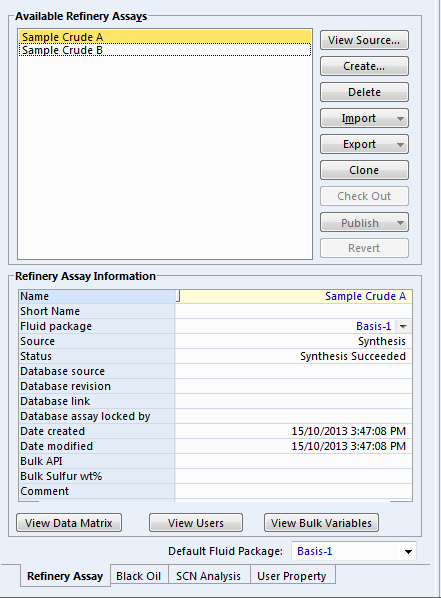 Available Refinery Assays
Sample Crude A
Sample Crude B
View Source...
Create...
Delete
Import
Export
Clone
Check Out
Publish
Revert
Refinery Assay Information
Name Sample Crude A
Short Name
Fluid package Basis-1
Source Synthesis
Status Synthesis Succeeded
Database source
Database revision
Database link
Database assay locked by
Date created 15/10/2013 3:47:08 PM
Date modified 15/10/2013 3:47:08 PM
Bulk API
Bulk Sulfur wt%
Comment
View Data Matrix View Users View Bulk Variables
Default Fluid Package: Basis-1
Refinery Assay Black Oil SCN Analysis User Property